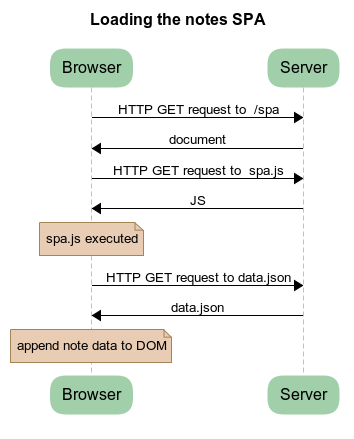 Loading the notes SPA
Browser Server
HTTP GET request to /spa
document
HTTP GET request to spa.js
JS
spa.js executed
HTTP GET request to data.json
data.json
append note data to DOM
Browser Server